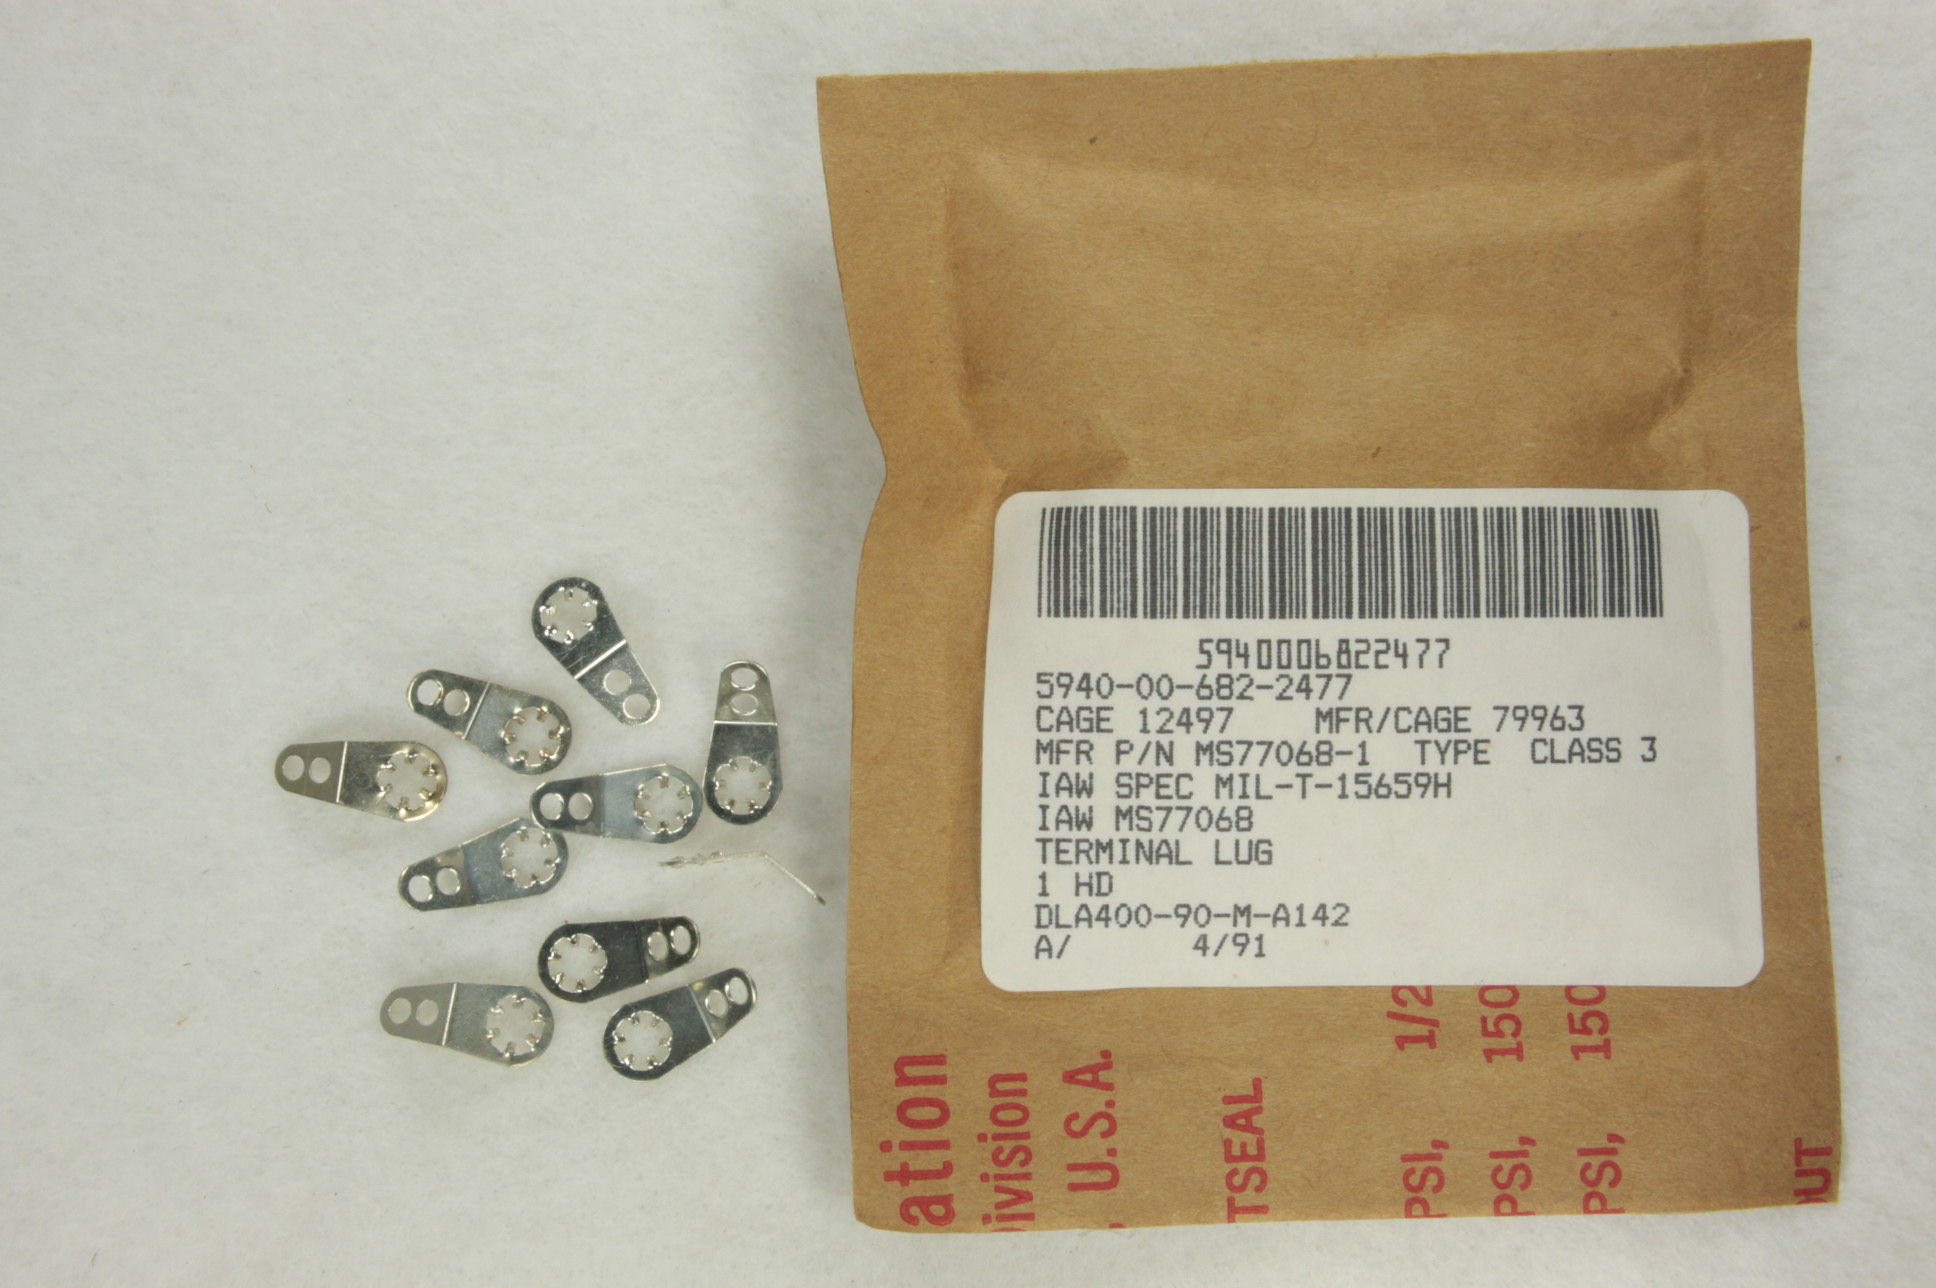 5940006822477
5940-00-682-2477
CAGE 12497 MFR/CAGE 79963
MFR P/N MS77068-1 TYPE CLASS 3
IAW SPEC MIL-T-15659H
IAW MS77068
TERMINAL LUG
1 HD
DLA400-90-M-A142
A/ 4/91
ation
ivision
, U.S.A.
TSEAL
PSI, 1/2
PSI, 150
PSI, 150
OUT